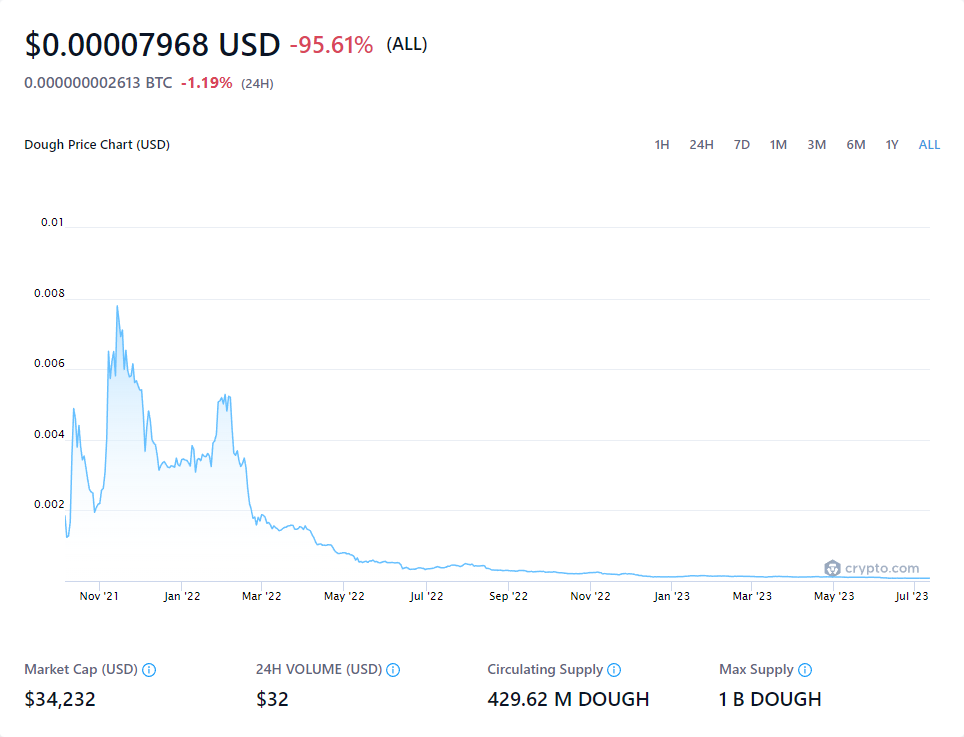 $0.00007968 USD -95.61% (ALL)
0.000000002613 BTC -1.19% (24H)
Dough Price Chart (USD) 1H 24H 7D 1M 3M 6M 1Y ALL
0.01
0.008
0.006
0.004
0.002
crypto.com
Nov '21 Jan '22 Mar '22 May '22 Jul '22 Sep '22 Nov '22 Jan '23 Mar '23 May '23 Jul '23
Market Cap (USD) 24H VOLUME (USD) Circulating Supply Max Supply
$34,232 $32 429.62 M DOUGH 1 B DOUGH